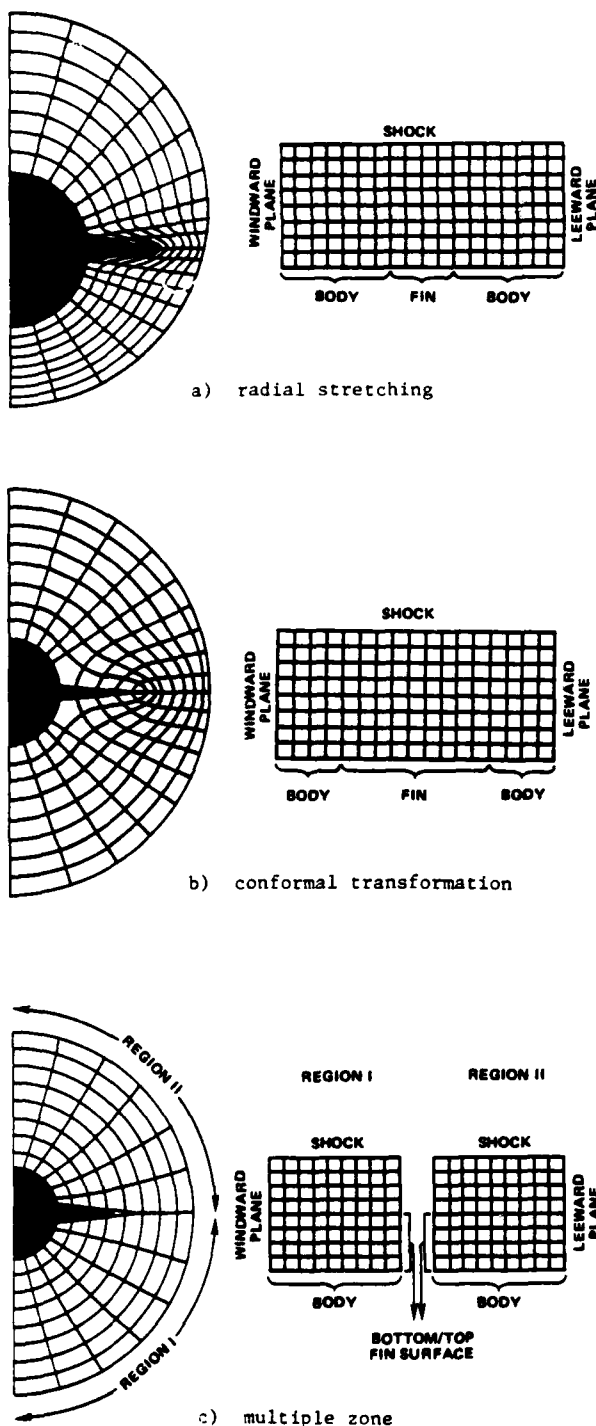 SHOCK
WINDWARD
PLANE
LEEWARD
PLANE
BODY FIN BODY
a) radial stretching
SHOCK
WINDWARD
PLANE
LEEWARD
PLANE
BODY FIN BODY
b) conformal transformation
REGION II
REGION I
REGION I REGION II
SHOCK SHOCK
WINDWARD
PLANE
LEEWARD
PLANE
BODY BODY
BOTTOM/TOP
FIN SURFACE
c) multiple zone